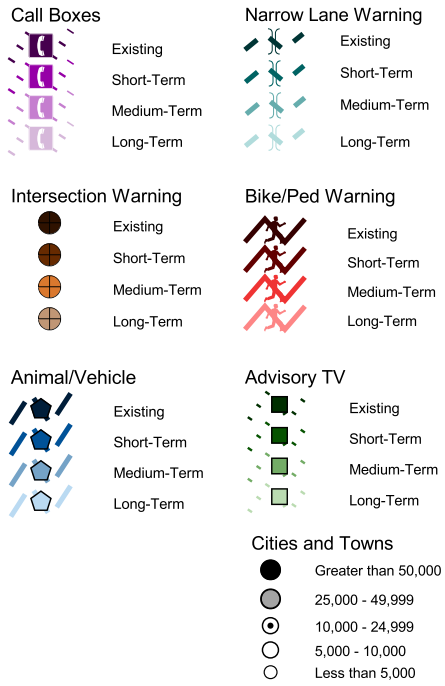 Call Boxes
Existing
Short-Term
Medium-Term
Long-Term
Narrow Lane Warning
Existing
Short-Term
Medium-Term
Long-Term
Intersection Warning
Existing
Short-Term
Medium-Term
Long-Term
Bike/Ped Warning
Existing
Short-Term
Medium-Term
Long-Term
Animal/Vehicle
Existing
Short-Term
Medium-Term
Long-Term
Advisory TV
Existing
Short-Term
Medium-Term
Long-Term
Cities and Towns
Greater than 50,000
25,000 - 49,999
10,000 - 24,999
5,000 - 10,000
Less than 5,000